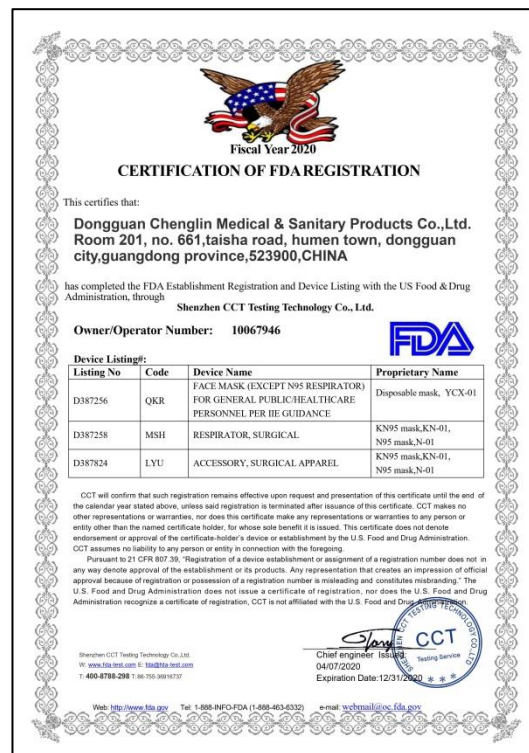 Fiscal Year 2020
CERTIFICATION OF FDA REGISTRATION
This certifies that:
Dongguan Chenglin Medical & Sanitary Products Co.,Ltd.
Room 201, no. 661,taisha road, humen town, dongguan
city,guangdong province,523900,CHINA
has completed the FDA Establishment Registration and Device Listing with the US Food & Drug
Administration, through
Shenzhen CCT Testing Technology Co., Ltd.
Owner/Operator Number: 10067946
FDA
Device Listing#:
Listing No Code Device Name Proprietary Name
D387256 QKR FACE MASK (EXCEPT N95 RESPIRATOR) FOR GENERAL PUBLIC/HEALTHCARE PERSONNEL PER IIE GUIDANCE Disposable mask, YCX-01
D387258 MSH RESPIRATOR, SURGICAL KN95 mask,KN-01, N95 mask,N-01
D387824 LYU ACCESSORY, SURGICAL APPAREL KN95 mask,KN-01, N95 mask,N-01
CCT will confirm that such registration remains effective upon request and presentation of this certificate until the end of
the calendar year stated above, unless said registration is terminated after issuance of this certificate. CCT makes no
other representations or warranties, nor does this certificate make any representations or warranties to any person or
entity other than the named certificate holder, for whose sole benefit it is issued. This certificate does not denote
endorsement or approval of the certificate-holder's device or establishment by the U.S. Food and Drug Administration.
CCT assumes no liability to any person or entity in connection with the foregoing.
Pursuant to 21 CFR 807.39, "Registration of a device establishment or assignment of a registration number does not in
any way denote approval of the establishment or its products. Any representation that creates an impression of official
approval because of registration or possession of a registration number is misleading and constitutes misbranding." The
U.S. Food and Drug Administration does not issue a certificate of registration, nor does the U.S. Food and Drug
Administration recognize a certificate of registration, CCT is not affiliated with the U.S. Food and Drug Administration.
SHENZHEN CCT TESTING TECHNOLOGY CO.,LTD
CCT
Testing Service
Shenzhen CCT Testing Technology Co.,Ltd.
W: www.fda-test.com E: fda@fda-test.com
T: 400-8788-298 T: 86-755 36916737
Chief engineer Issued:
04/07/2020
Expiration Date:12/31/2020
Web: http://www.fda.gov Tel: 1-888-INFO-FDA (1-888-463-6332) e-mail: webmail@oc.fda.gov